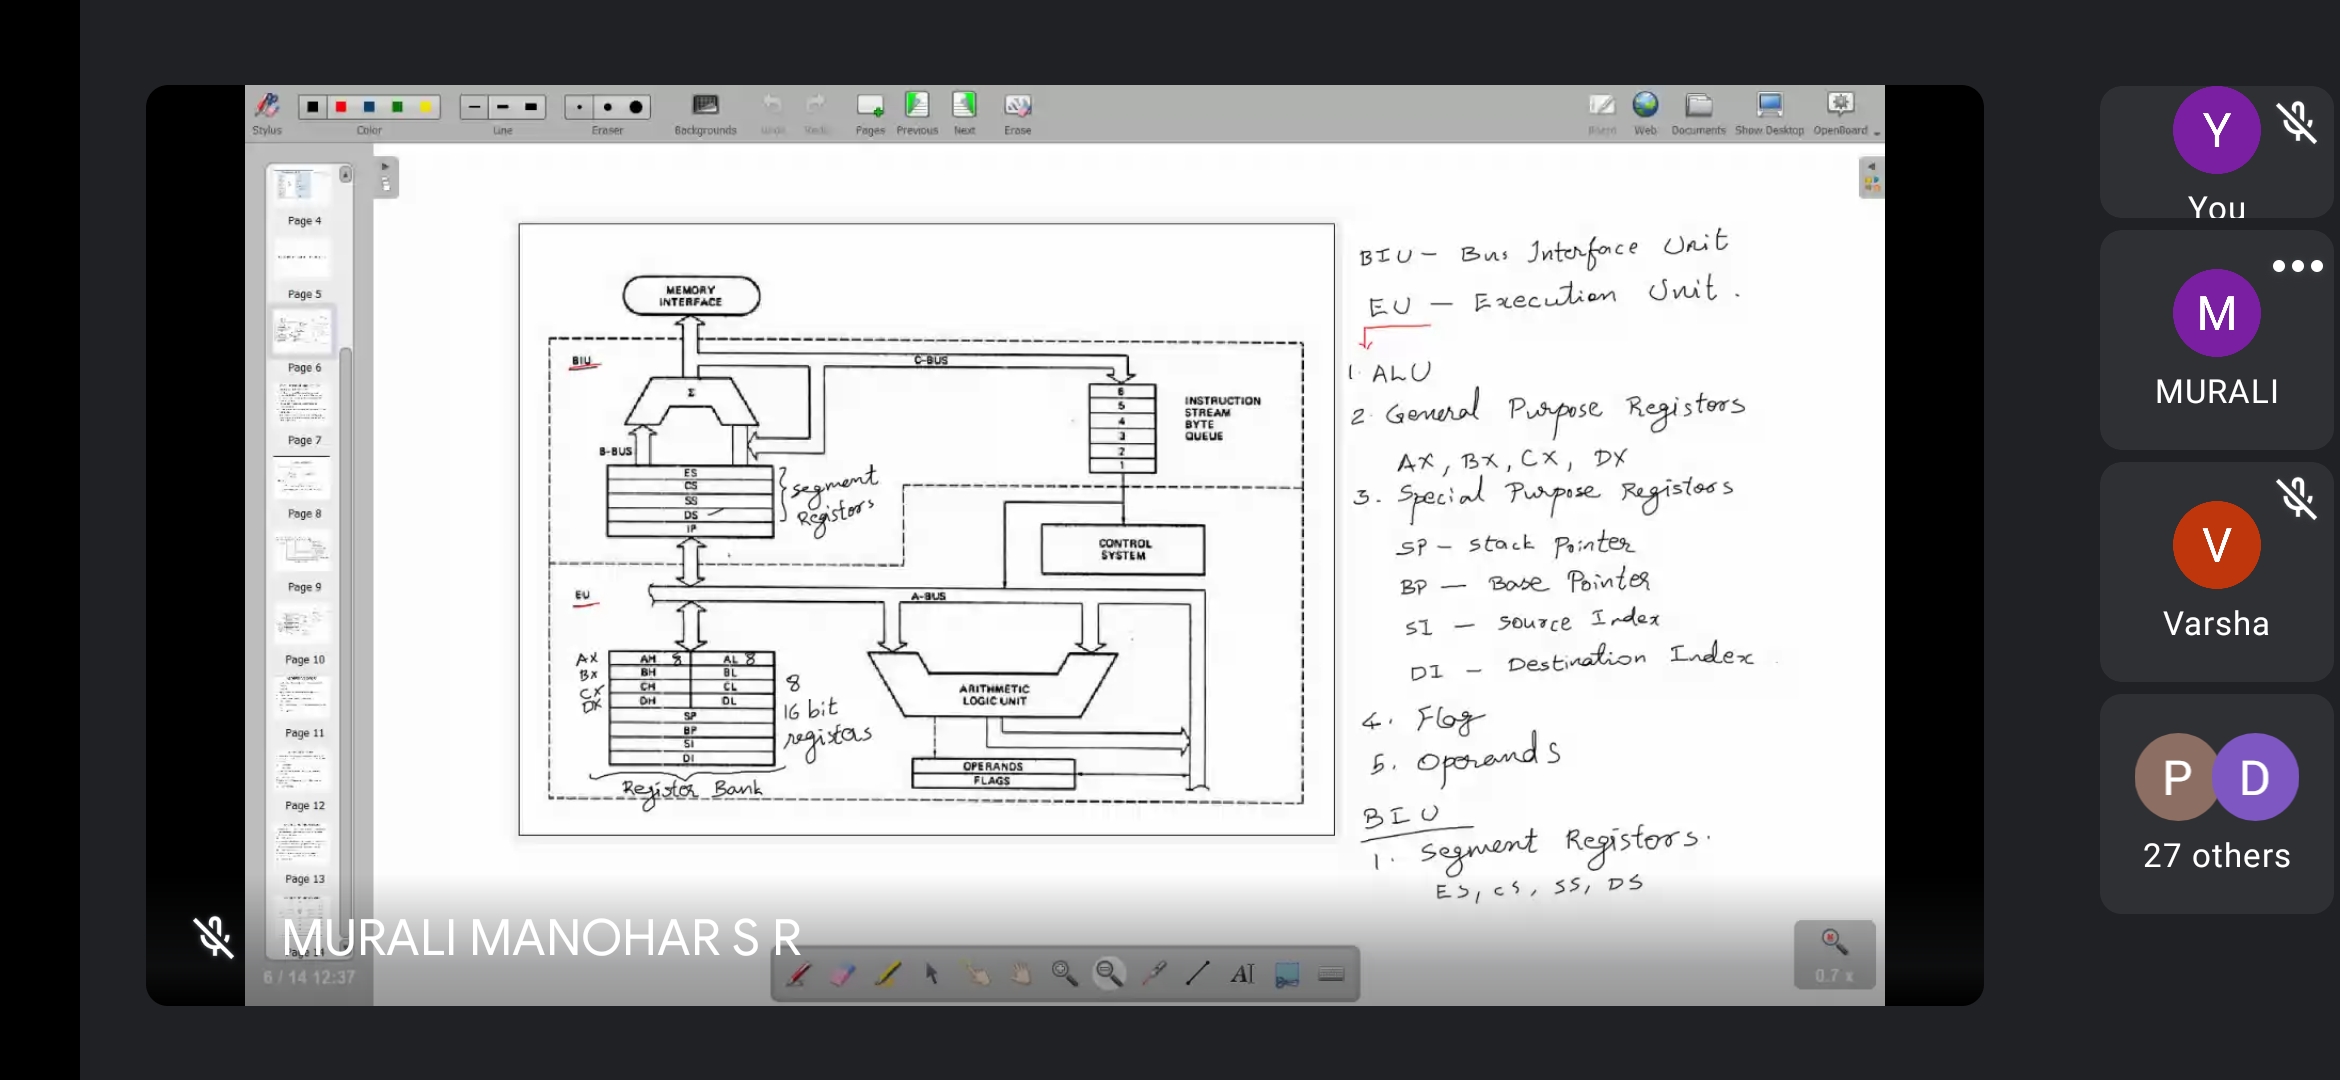 Stylus
Color
Line
Eraser
Backgrounds
Undo
Redo
Pages
Previous
Next
Erase
Board
Web
Documents
Show Desktop
OpenBoard
Page 4
Page 5
Page 6
Page 7
Page 8
Page 9
Page 10
Page 11
Page 12
Page 13
Page 14
6 / 14 12:37
MEMORY
INTERFACE
BIU
C-BUS
Σ
B-BUS
6
5
4
3
2
1
INSTRUCTION
STREAM
BYTE
QUEUE
ES
CS
SS
DS
IP
Segment
Registors
CONTROL
SYSTEM
EU
A-BUS
AX AH 8 AL 8
BX BH BL
CX CH CL
DX DH DL
SP
BP
SI
DI
8
16 bit
registers
Register Bank
ARITHMETIC
LOGIC UNIT
OPERANDS
FLAGS
BIU - Bus Interface Unit
EU - Execution Unit.
1. ALU
2. General Purpose Registors
AX, BX, CX, DX
3. Special Purpose Registors
SP - Stack Pointer
BP - Base Pointer
SI - Source Index
DI - Destination Index
4. Flag
5. Operands
BIU
1. Segment Registors.
ES, CS, SS, DS
MURALI MANOHAR S R
AI
0.7 x
Y
You
M
MURALI
V
Varsha
P D
27 others